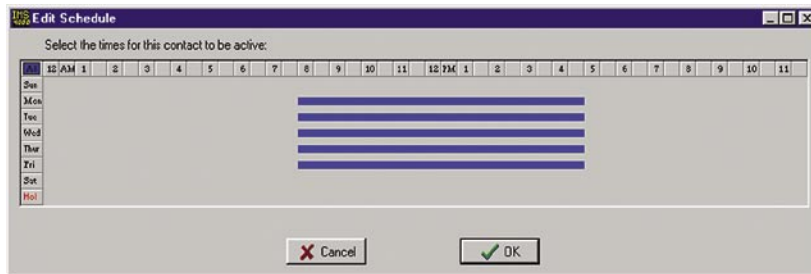 IMS 4000 Edit Schedule
Select the times for this contact to be active:
All 12 AM 1 2 3 4 5 6 7 8 9 10 11 12 PM 1 2 3 4 5 6 7 8 9 10 11
Sun
Mon
Tue
Wed
Thur
Fri
Sat
Hol
Cancel OK